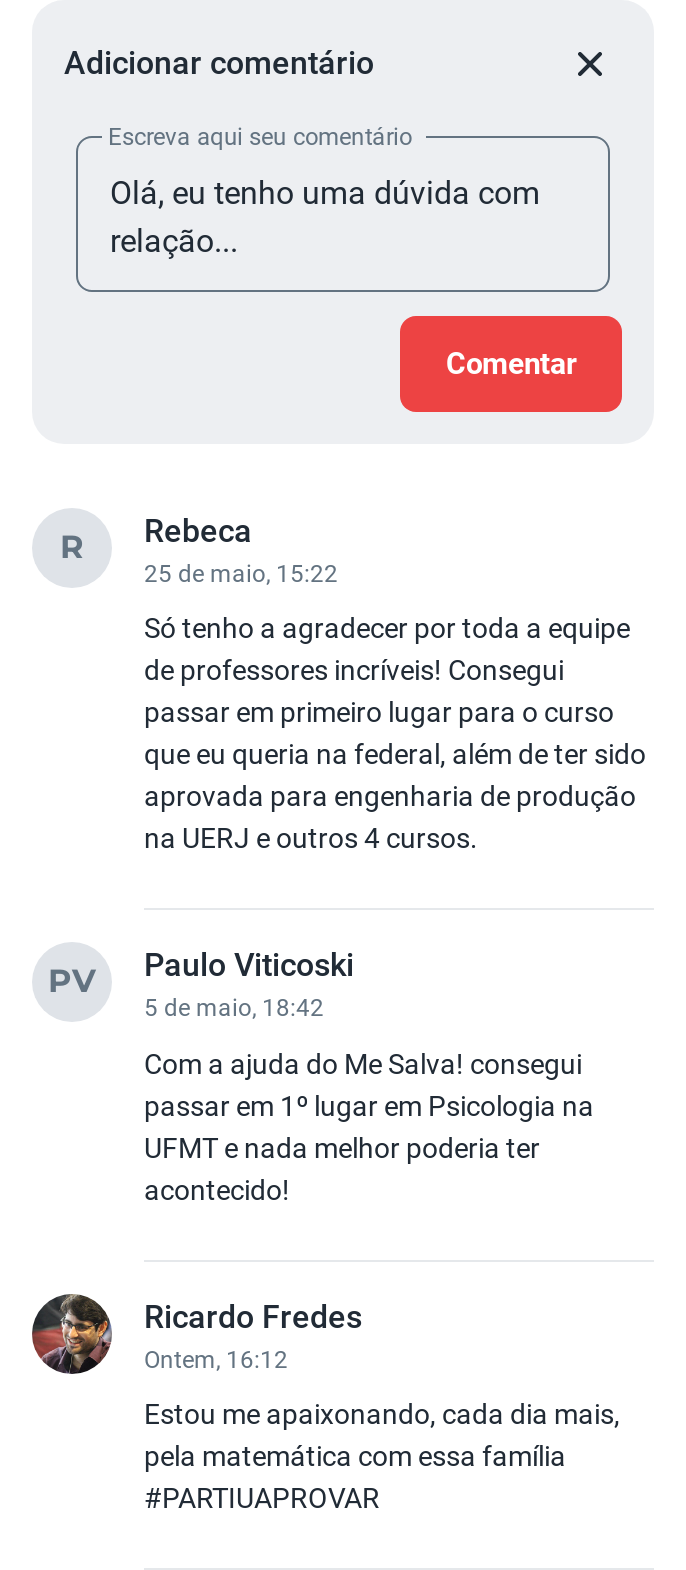 Adicionar comentário
Escreva aqui seu comentário
Olá, eu tenho uma dúvida com
relação...
Comentar
R
Rebeca
25 de maio, 15:22
Só tenho a agradecer por toda a equipe
de professores incríveis! Consegui
passar em primeiro lugar para o curso
que eu queria na federal, além de ter sido
aprovada para engenharia de produção
na UERJ e outros 4 cursos.
PV
Paulo Viticoski
5 de maio, 18:42
Com a ajuda do Me Salva! consegui
passar em 1º lugar em Psicologia na
UFMT e nada melhor poderia ter
acontecido!
Ricardo Fredes
Ontem, 16:12
Estou me apaixonando, cada dia mais,
pela matemática com essa família
#PARTIUAPROVAR